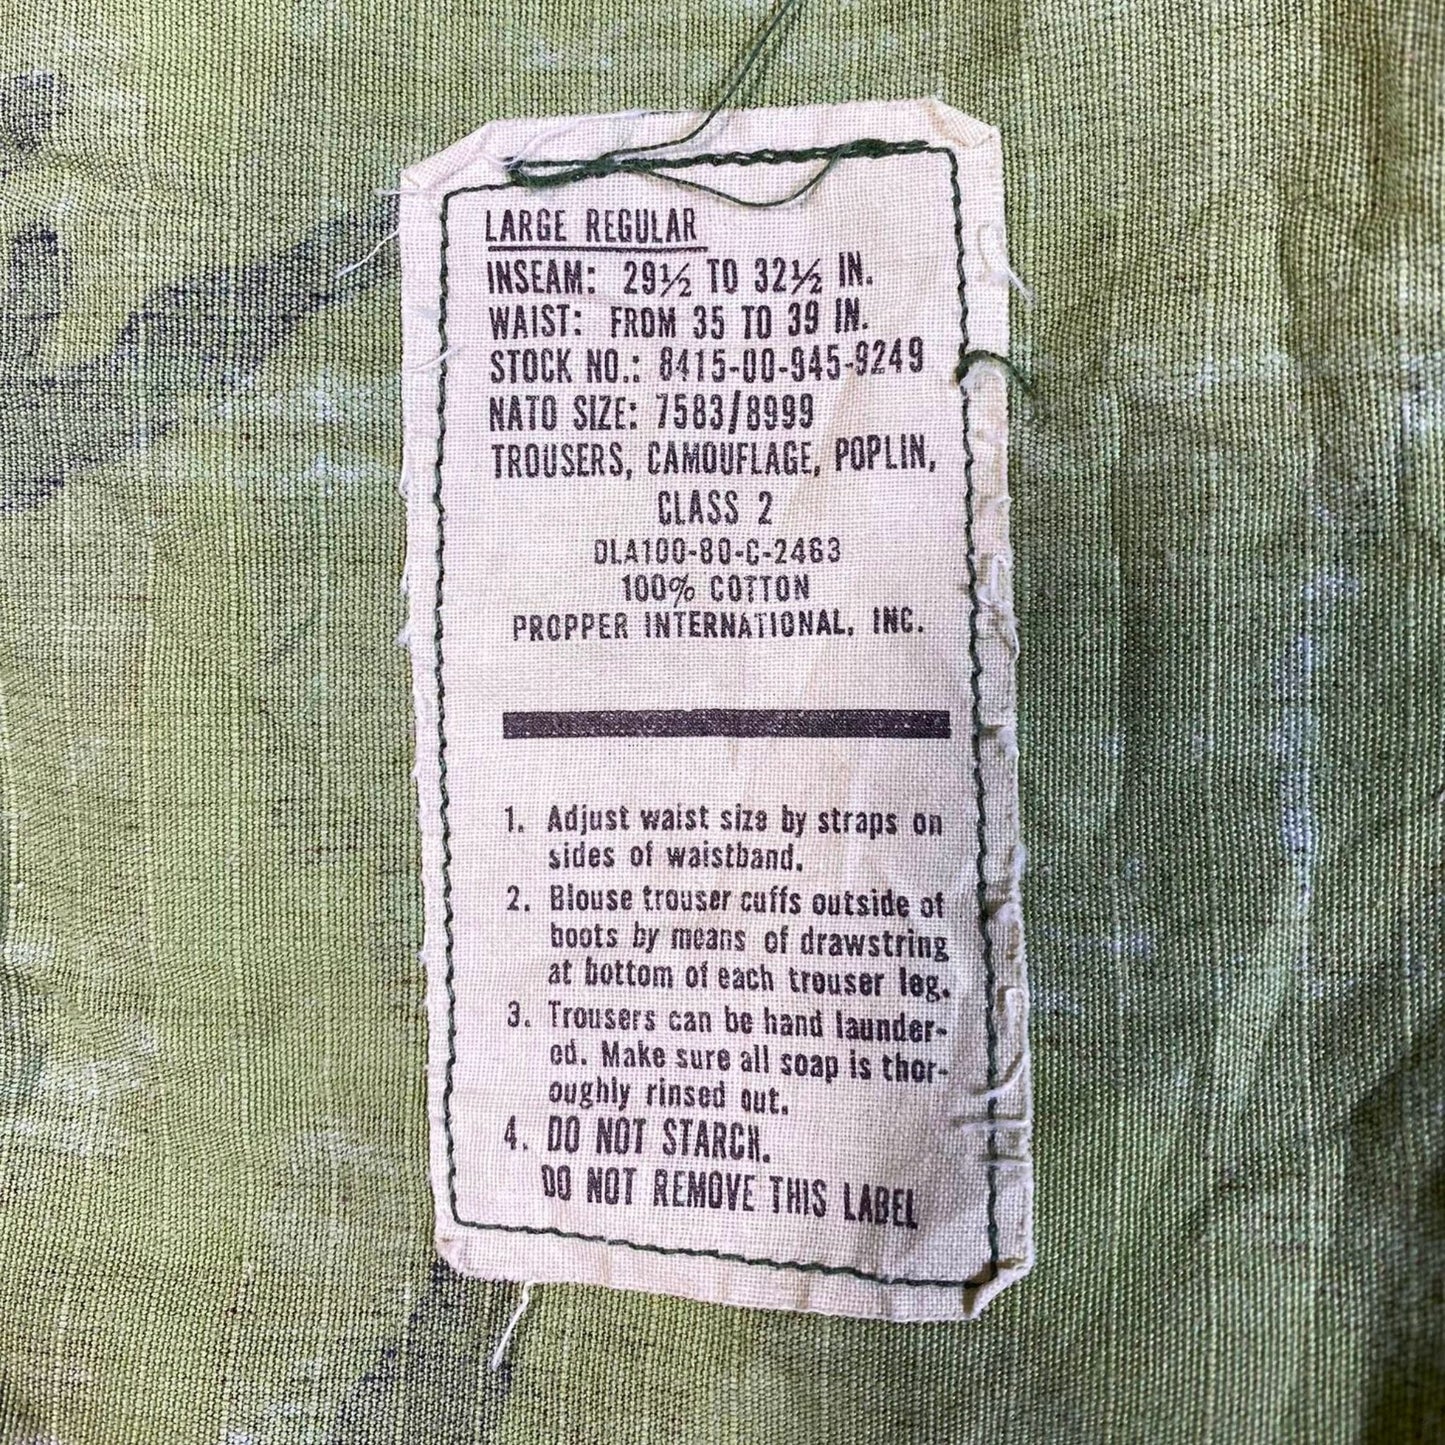 LARGE REGULAR
INSEAM: 29½ TO 32½ IN.
WAIST: FROM 35 TO 39 IN.
STOCK NO.: 8415-00-945-9249
NATO SIZE: 7583/8999
TROUSERS, CAMOUFLAGE, POPLIN,
CLASS 2
DLA100-80-C-2463
100% COTTON
PROPPER INTERNATIONAL, INC.
1. Adjust waist size by straps on
sides of waistband.
2. Blouse trouser cuffs outside of
boots by means of drawstring
at bottom of each trouser leg.
3. Trousers can be hand launder-
ed. Make sure all soap is thor-
oughly rinsed out.
4. DO NOT STARCH.
DO NOT REMOVE THIS LABEL